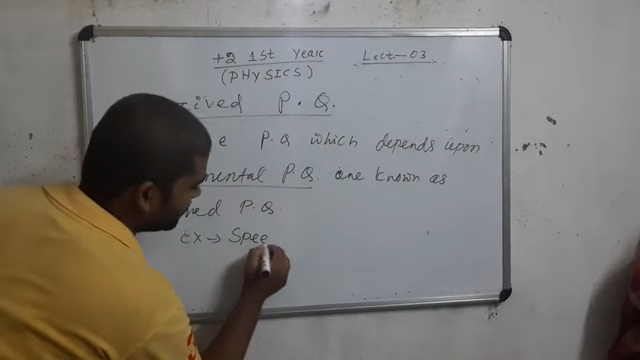 +2 1st Year Lect-03
(PHYSICS)
ived P.Q.
e P.Q which depends upon
mental P.Q. are known as
ved P.Q.
Ex→ Spee